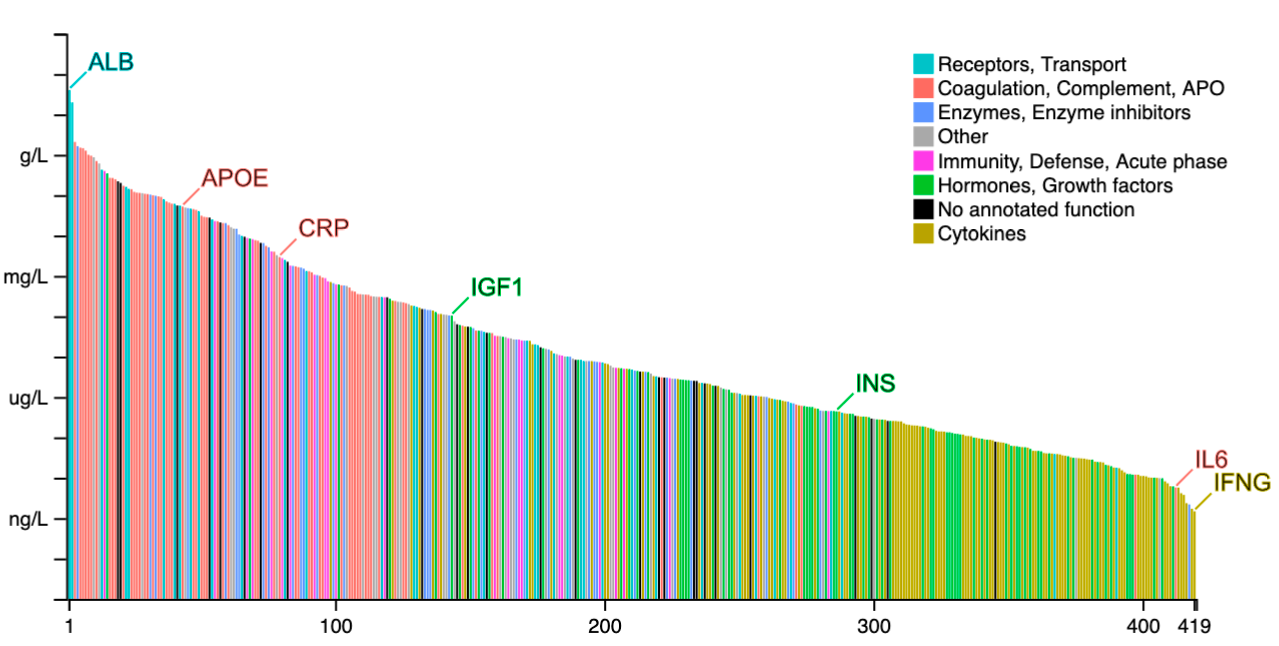 ALB
Receptors, Transport
Coagulation, Complement, APO
Enzymes, Enzyme inhibitors
Other
Immunity, Defense, Acute phase
Hormones, Growth factors
No annotated function
Cytokines
g/L
APOE
CRP
mg/L
IGF1
INS
ug/L
IL6
IFNG
ng/L
1 100 200 300 400 419